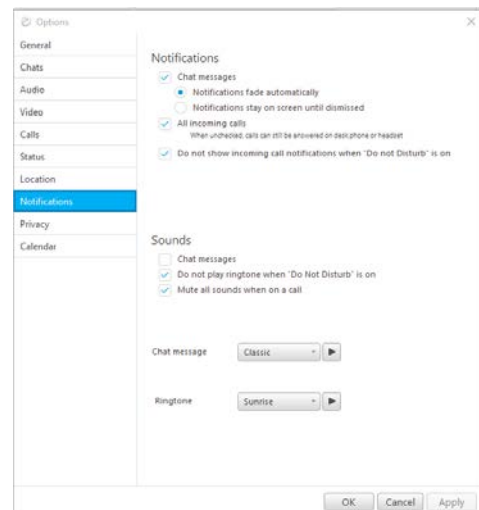 Options
General
Chats
Audio
Video
Calls
Status
Location
Notifications
Privacy
Calendar
Notifications
Chat messages
Notifications fade automatically
Notifications stay on screen until dismissed
All incoming calls
When unchecked, calls can still be answered on desk phone or headset
Do not show incoming call notifications when "Do not Disturb" is on
Sounds
Chat messages
Do not play ringtone when "Do Not Disturb" is on
Mute all sounds when on a call
Chat message Classic
Ringtone Sunrise
OK Cancel Apply